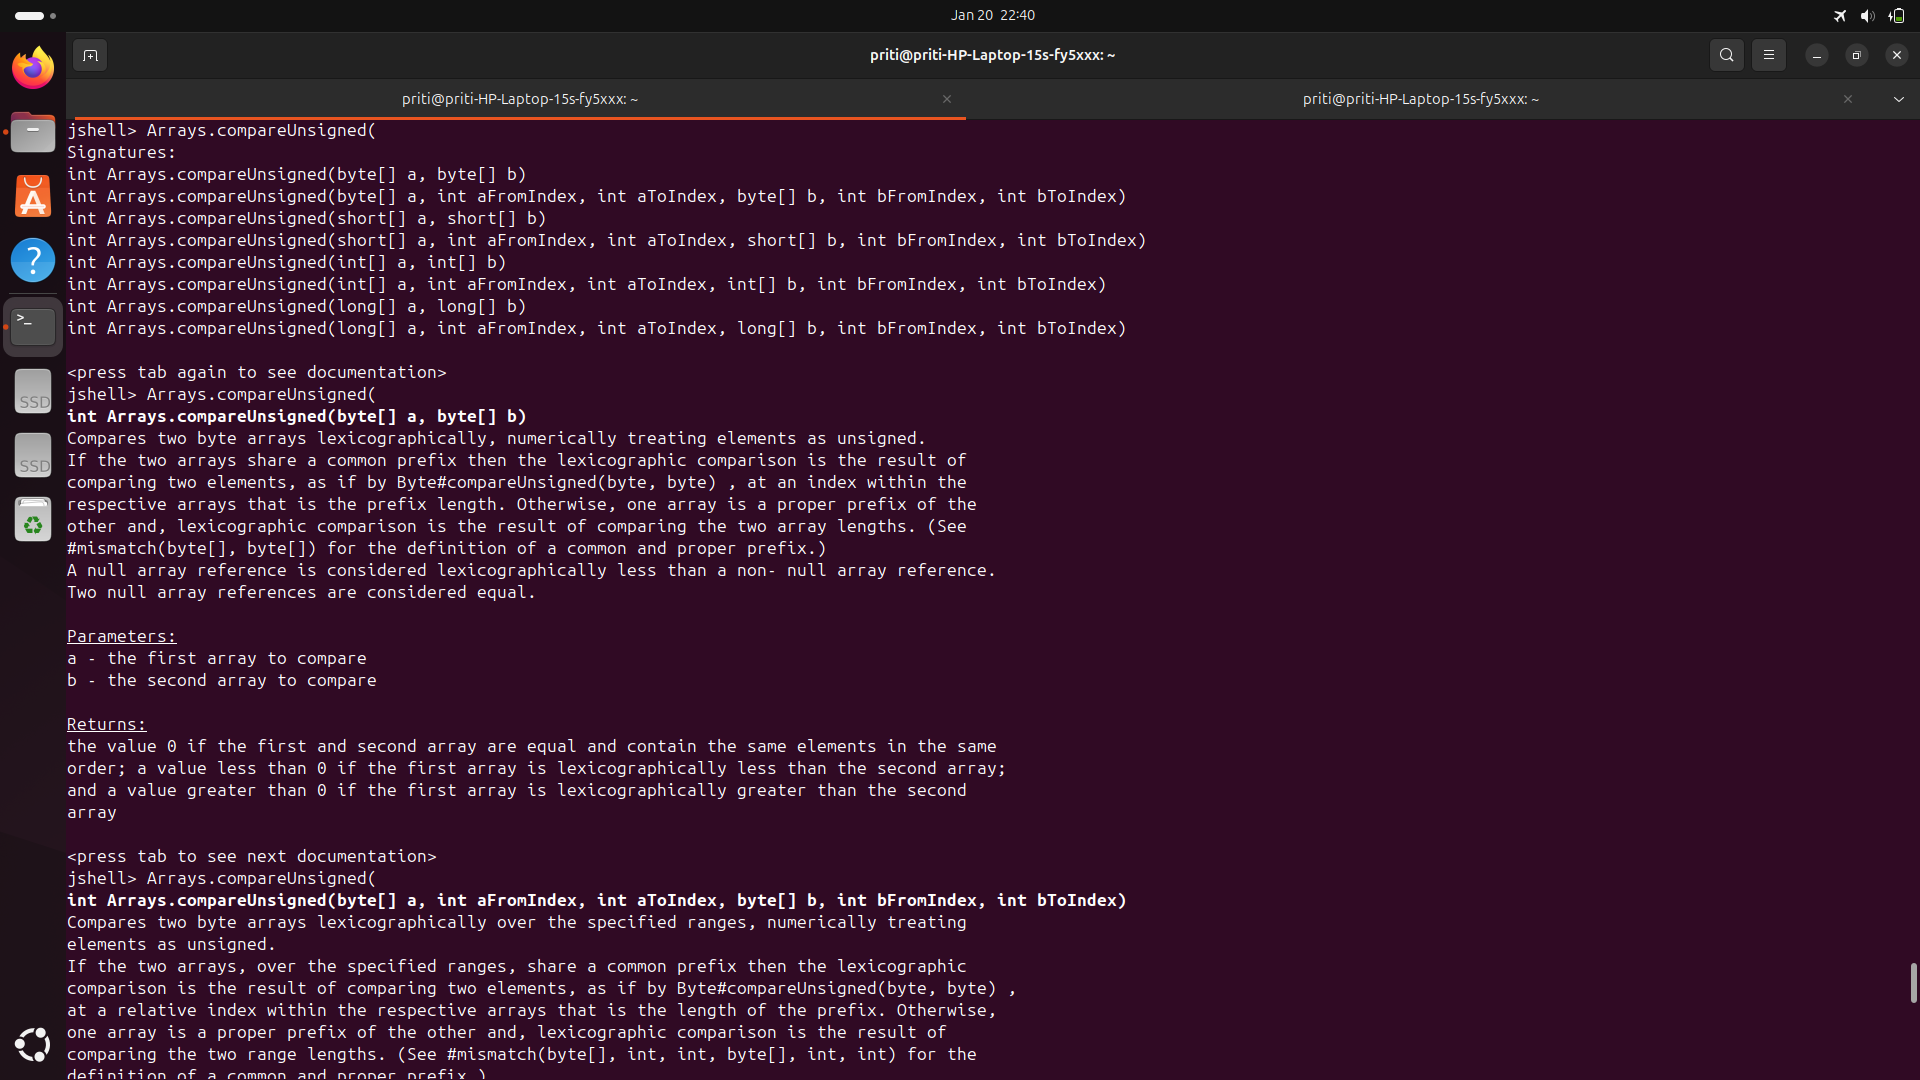 Jan 20 22:40
priti@priti-HP-Laptop-15s-fy5xxx: ~
priti@priti-HP-Laptop-15s-fy5xxx: ~
priti@priti-HP-Laptop-15s-fy5xxx: ~
jshell> Arrays.compareUnsigned(
Signatures:
int Arrays.compareUnsigned(byte[] a, byte[] b)
int Arrays.compareUnsigned(byte[] a, int aFromIndex, int aToIndex, byte[] b, int bFromIndex, int bToIndex)
int Arrays.compareUnsigned(short[] a, short[] b)
int Arrays.compareUnsigned(short[] a, int aFromIndex, int aToIndex, short[] b, int bFromIndex, int bToIndex)
int Arrays.compareUnsigned(int[] a, int[] b)
int Arrays.compareUnsigned(int[] a, int aFromIndex, int aToIndex, int[] b, int bFromIndex, int bToIndex)
int Arrays.compareUnsigned(long[] a, long[] b)
int Arrays.compareUnsigned(long[] a, int aFromIndex, int aToIndex, long[] b, int bFromIndex, int bToIndex)
<press tab again to see documentation>
jshell> Arrays.compareUnsigned(
int Arrays.compareUnsigned(byte[] a, byte[] b)
Compares two byte arrays lexicographically, numerically treating elements as unsigned.
If the two arrays share a common prefix then the lexicographic comparison is the result of
comparing two elements, as if by Byte#compareUnsigned(byte, byte) , at an index within the
respective arrays that is the prefix length. Otherwise, one array is a proper prefix of the
other and, lexicographic comparison is the result of comparing the two array lengths. (See
#mismatch(byte[], byte[]) for the definition of a common and proper prefix.)
A null array reference is considered lexicographically less than a non- null array reference.
Two null array references are considered equal.
Parameters:
a - the first array to compare
b - the second array to compare
Returns:
the value 0 if the first and second array are equal and contain the same elements in the same
order; a value less than 0 if the first array is lexicographically less than the second array;
and a value greater than 0 if the first array is lexicographically greater than the second
array
<press tab to see next documentation>
jshell> Arrays.compareUnsigned(
int Arrays.compareUnsigned(byte[] a, int aFromIndex, int aToIndex, byte[] b, int bFromIndex, int bToIndex)
Compares two byte arrays lexicographically over the specified ranges, numerically treating
elements as unsigned.
If the two arrays, over the specified ranges, share a common prefix then the lexicographic
comparison is the result of comparing two elements, as if by Byte#compareUnsigned(byte, byte) ,
at a relative index within the respective arrays that is the length of the prefix. Otherwise,
one array is a proper prefix of the other and, lexicographic comparison is the result of
comparing the two range lengths. (See #mismatch(byte[], int, int, byte[], int, int) for the
definition of a common and proper prefix.)
SSD
SSD